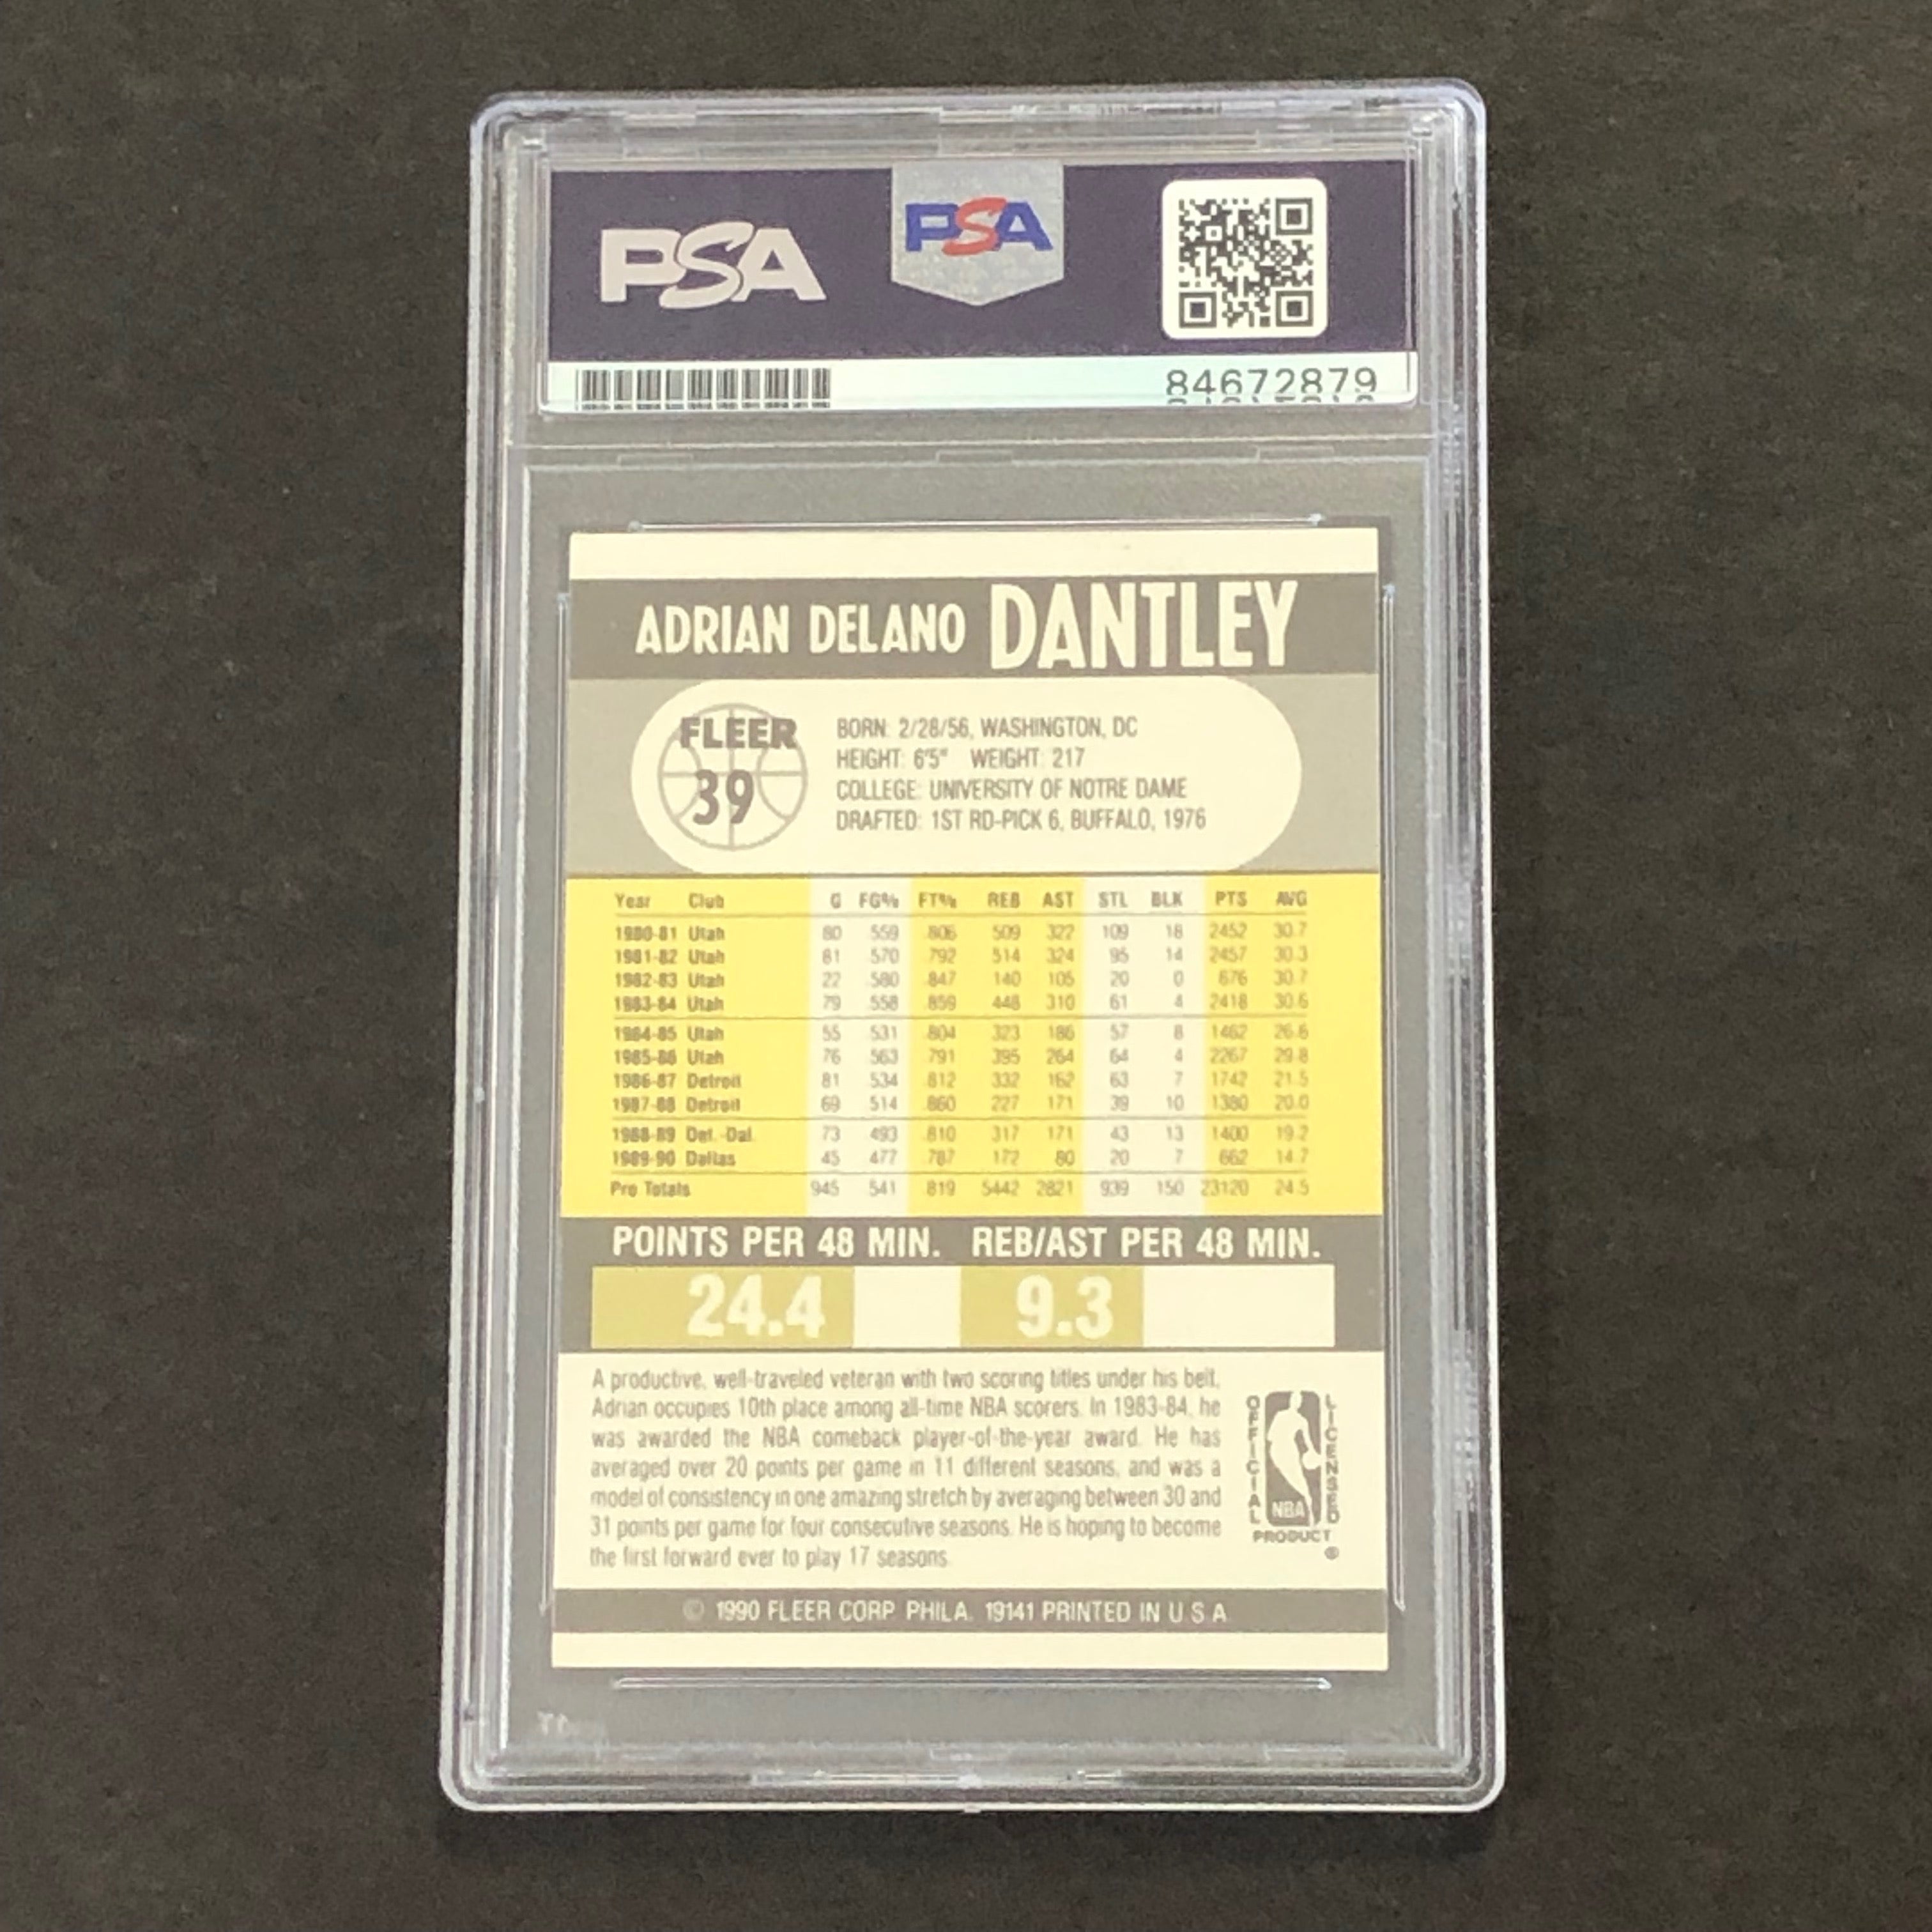 PSA
PSA
84672879
ADRIAN DELANO DANTLEY
FLEER
39
BORN: 2/28/56, WASHINGTON, DC
HEIGHT: 6'5" WEIGHT: 217
COLLEGE: UNIVERSITY OF NOTRE DAME
DRAFTED: 1ST RD-PICK 6, BUFFALO, 1976
Year Club G FG% FT% REB AST STL BLK PTS AVG
1980-81 Utah 80 .559 .806 509 322 109 18 2452 30.7
1981-82 Utah 81 .570 .792 514 324 95 14 2457 30.3
1982-83 Utah 22 .580 .847 140 105 20 0 676 30.7
1983-84 Utah 79 .558 .859 448 310 61 4 2418 30.6
1984-85 Utah 55 .531 .804 323 186 57 8 1462 26.6
1985-86 Utah 76 .563 .791 395 264 64 4 2267 29.8
1986-87 Detroit 81 .534 .812 332 162 63 7 1742 21.5
1987-88 Detroit 69 .514 .860 227 171 39 10 1380 20.0
1988-89 Det.-Dal. 73 .493 .810 317 171 43 13 1400 19.2
1989-90 Dallas 45 .477 .787 172 80 20 7 662 14.7
Pro Totals 945 .541 .819 5442 2821 939 150 23120 24.5
POINTS PER 48 MIN. REB/AST PER 48 MIN.
24.4 9.3
A productive, well-traveled veteran with two scoring titles under his belt,
Adrian occupies 10th place among all-time NBA scorers. In 1983-84, he
was awarded the NBA comeback player-of-the-year award. He has
averaged over 20 points per game in 11 different seasons, and was a
model of consistency in one amazing stretch by averaging between 30 and
31 points per game for four consecutive seasons. He is hoping to become
the first forward ever to play 17 seasons.
OFFICIAL LICENSED
NBA
PRODUCT
®
© 1990 FLEER CORP. PHILA. 19141 PRINTED IN U.S.A.